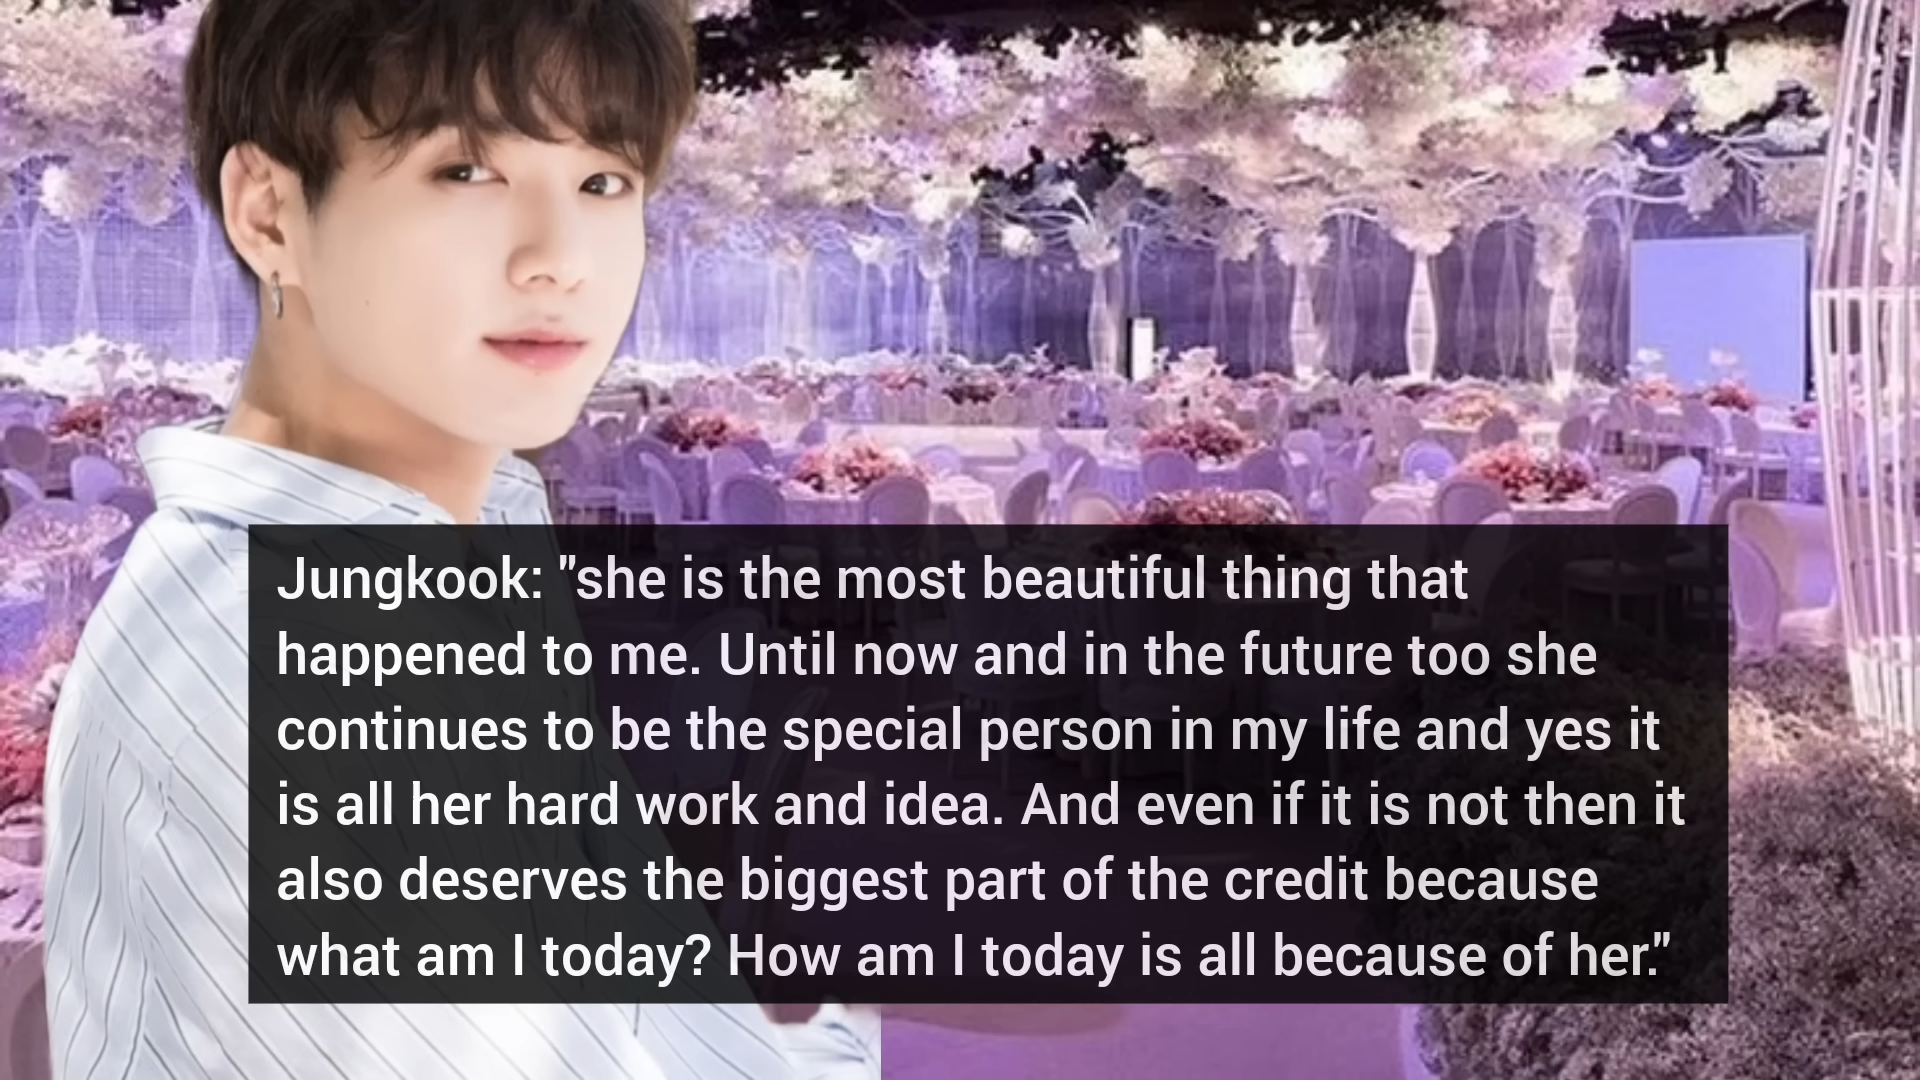 Jungkook: "she is the most beautiful thing that
happened to me. Until now and in the future too she
continues to be the special person in my life and yes it
is all her hard work and idea. And even if it is not then it
also deserves the biggest part of the credit because
what am I today? How am I today is all because of her."